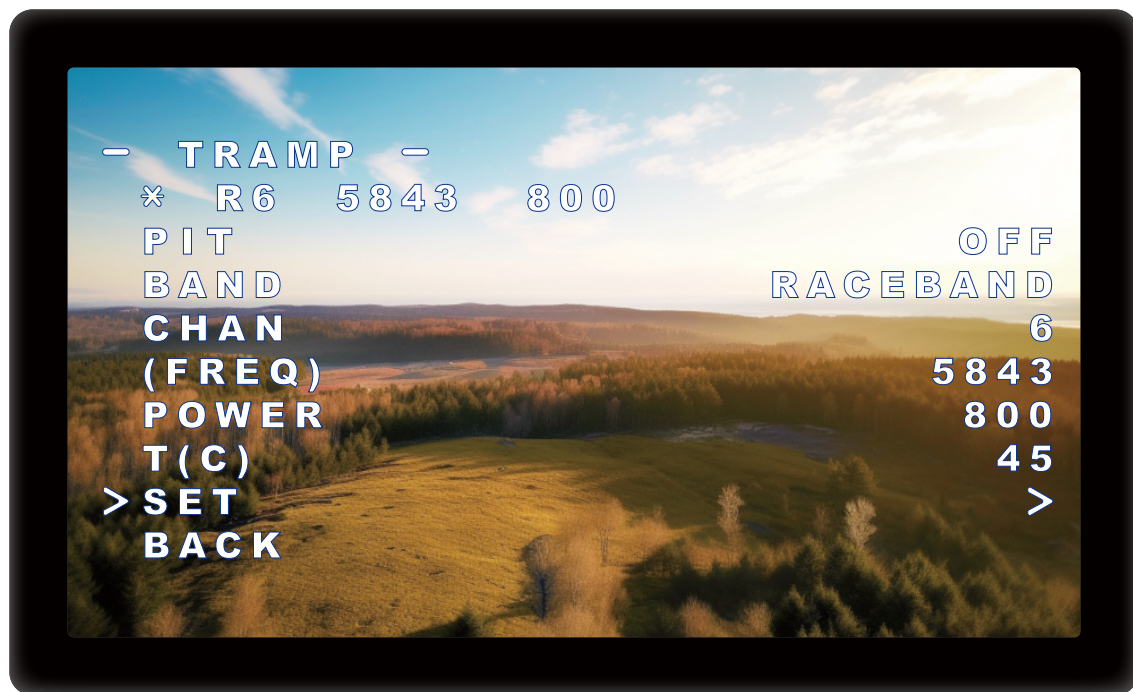 - TRAMP -
* R6 5843 800
PIT OFF
BAND RACEBAND
CHAN 6
(FREQ) 5843
POWER 800
T(C) 45
>SET >
BACK